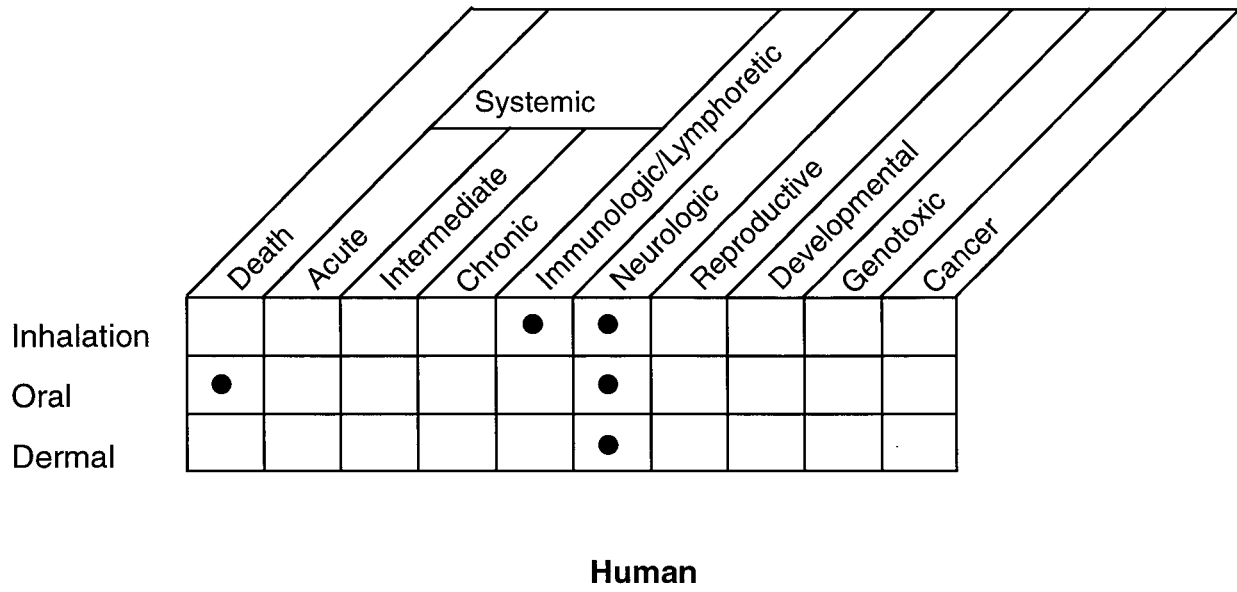 Systemic
Death
Acute
Intermediate
Chronic
Immunologic/Lymphoretic
Neurologic
Reproductive
Developmental
Genotoxic
Cancer
Inhalation
Oral
Dermal
Human